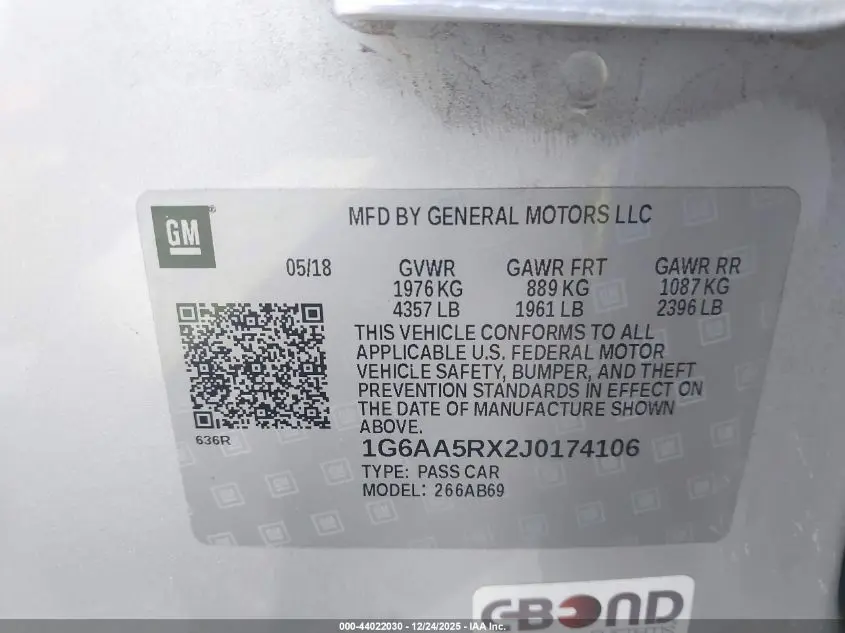 GM
MFD BY GENERAL MOTORS LLC
05/18 GVWR GAWR FRT GAWR RR
1976 KG 889 KG 1087 KG
4357 LB 1961 LB 2396 LB
THIS VEHICLE CONFORMS TO ALL
APPLICABLE U.S. FEDERAL MOTOR
VEHICLE SAFETY, BUMPER, AND THEFT
PREVENTION STANDARDS IN EFFECT ON
THE DATE OF MANUFACTURE SHOWN
ABOVE.
636R
1G6AA5RX2J0174106
TYPE: PASS CAR
MODEL: 266AB69
GBOND
000-44022030 - 12/24/2025 - IAA Inc.